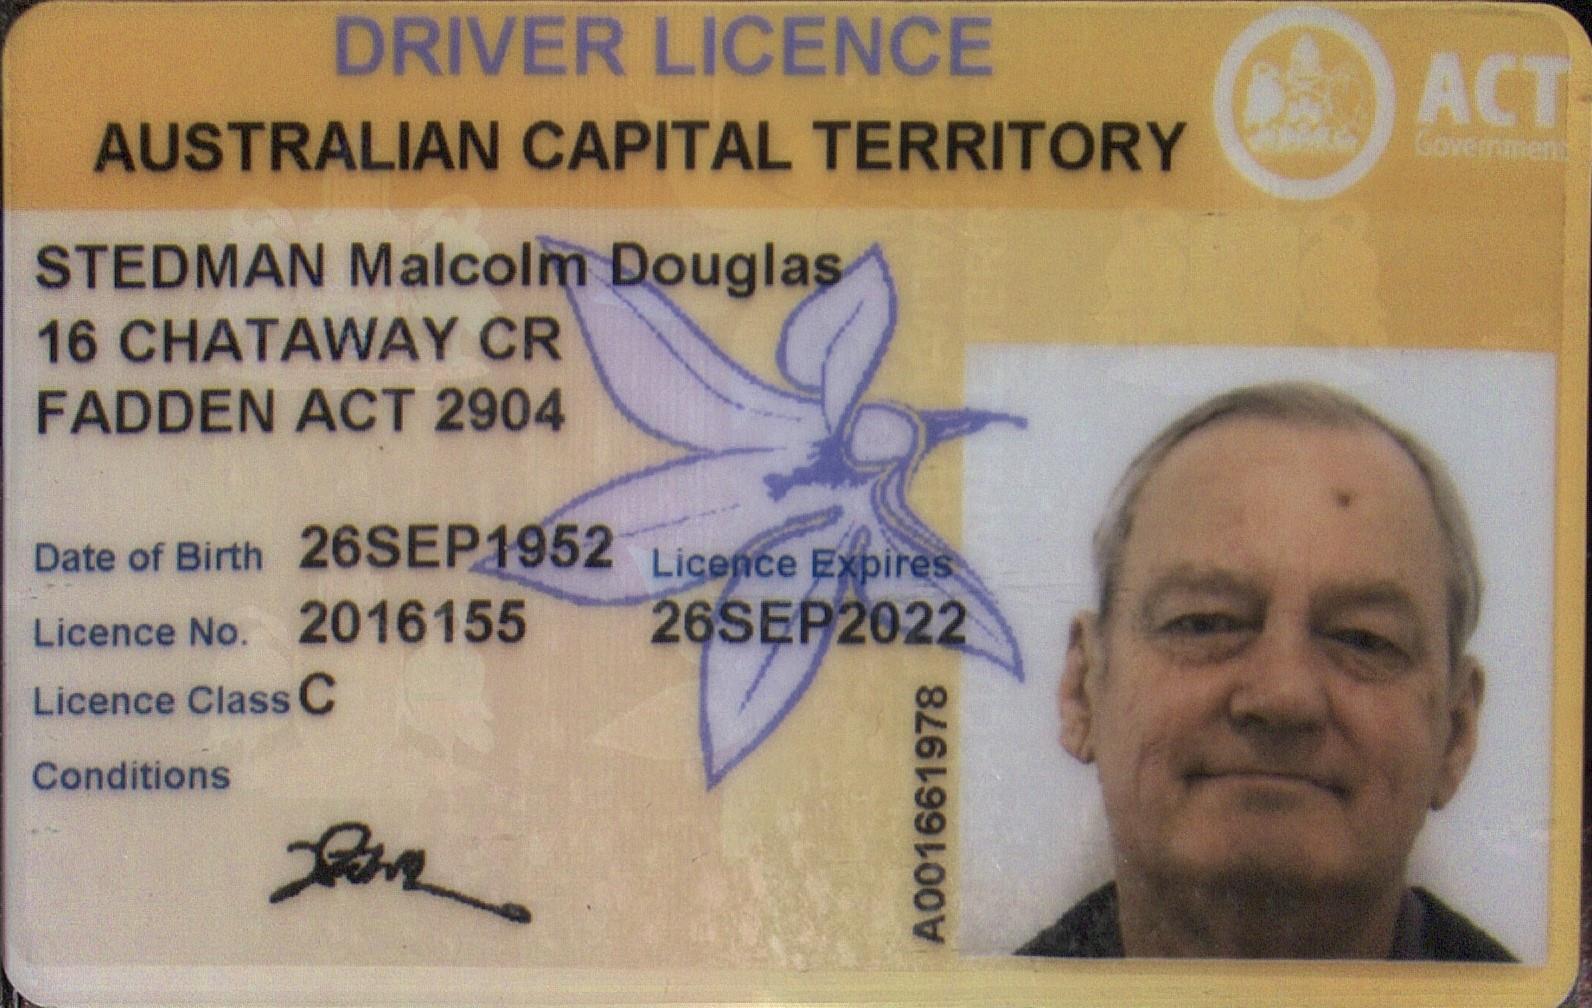 DRIVER LICENCE
AUSTRALIAN CAPITAL TERRITORY
ACT
Government
STEDMAN Malcolm Douglas
16 CHATAWAY CR
FADDEN ACT 2904
Date of Birth 26SEP1952
Licence Expires
Licence No. 2016155
26SEP2022
Licence Class C
Conditions
A001661978